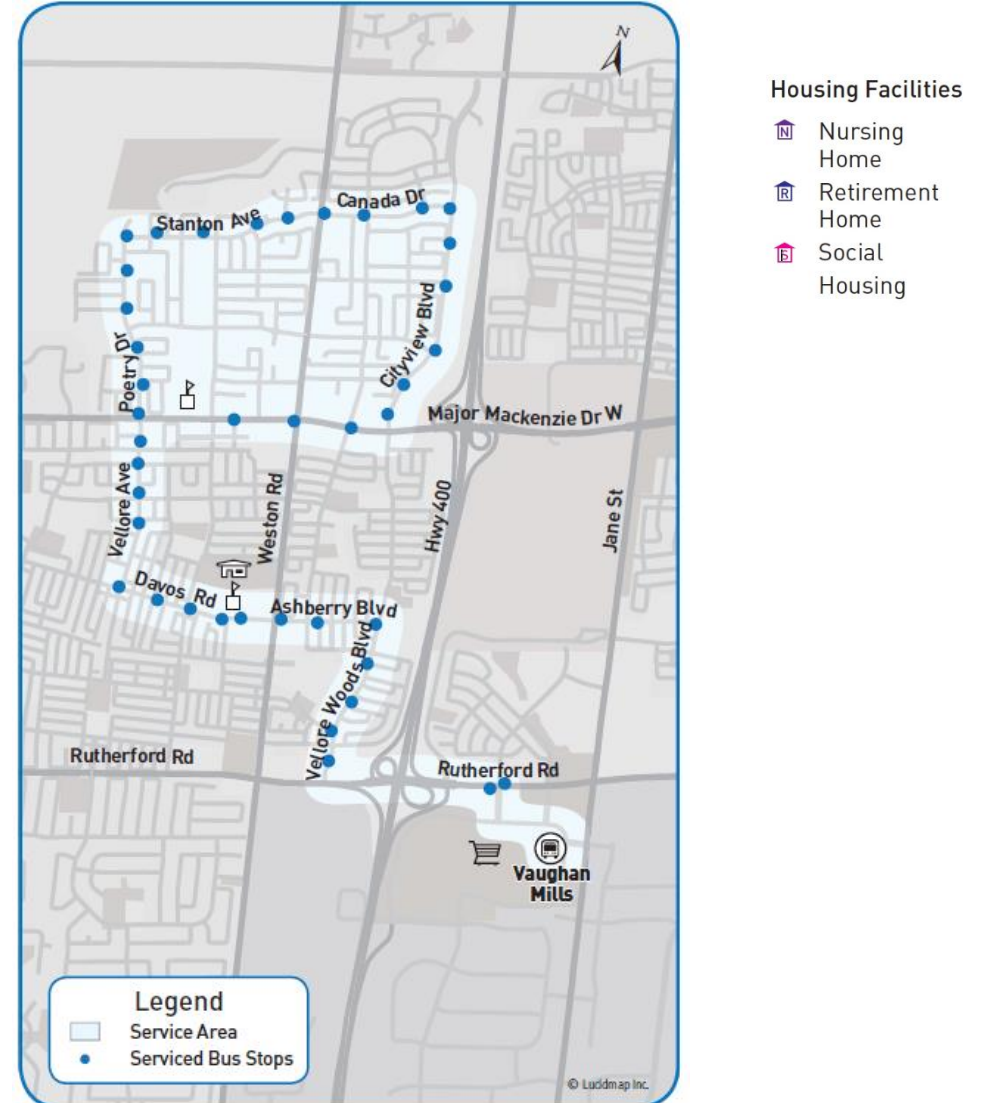 N
Canada Dr
Stanton Ave
Cityview Blvd
Poetry Dr
Major Mackenzie Dr W
Vellore Ave
Weston Rd
Hwy 400
Jane St
Davos Rd
Ashberry Blvd
Vellore Woods Blvd
Rutherford Rd
Rutherford Rd
Vaughan
Mills
Legend
Service Area
Serviced Bus Stops
© Lucidmap Inc.
Housing Facilities
N Nursing
Home
R Retirement
Home
S Social
Housing